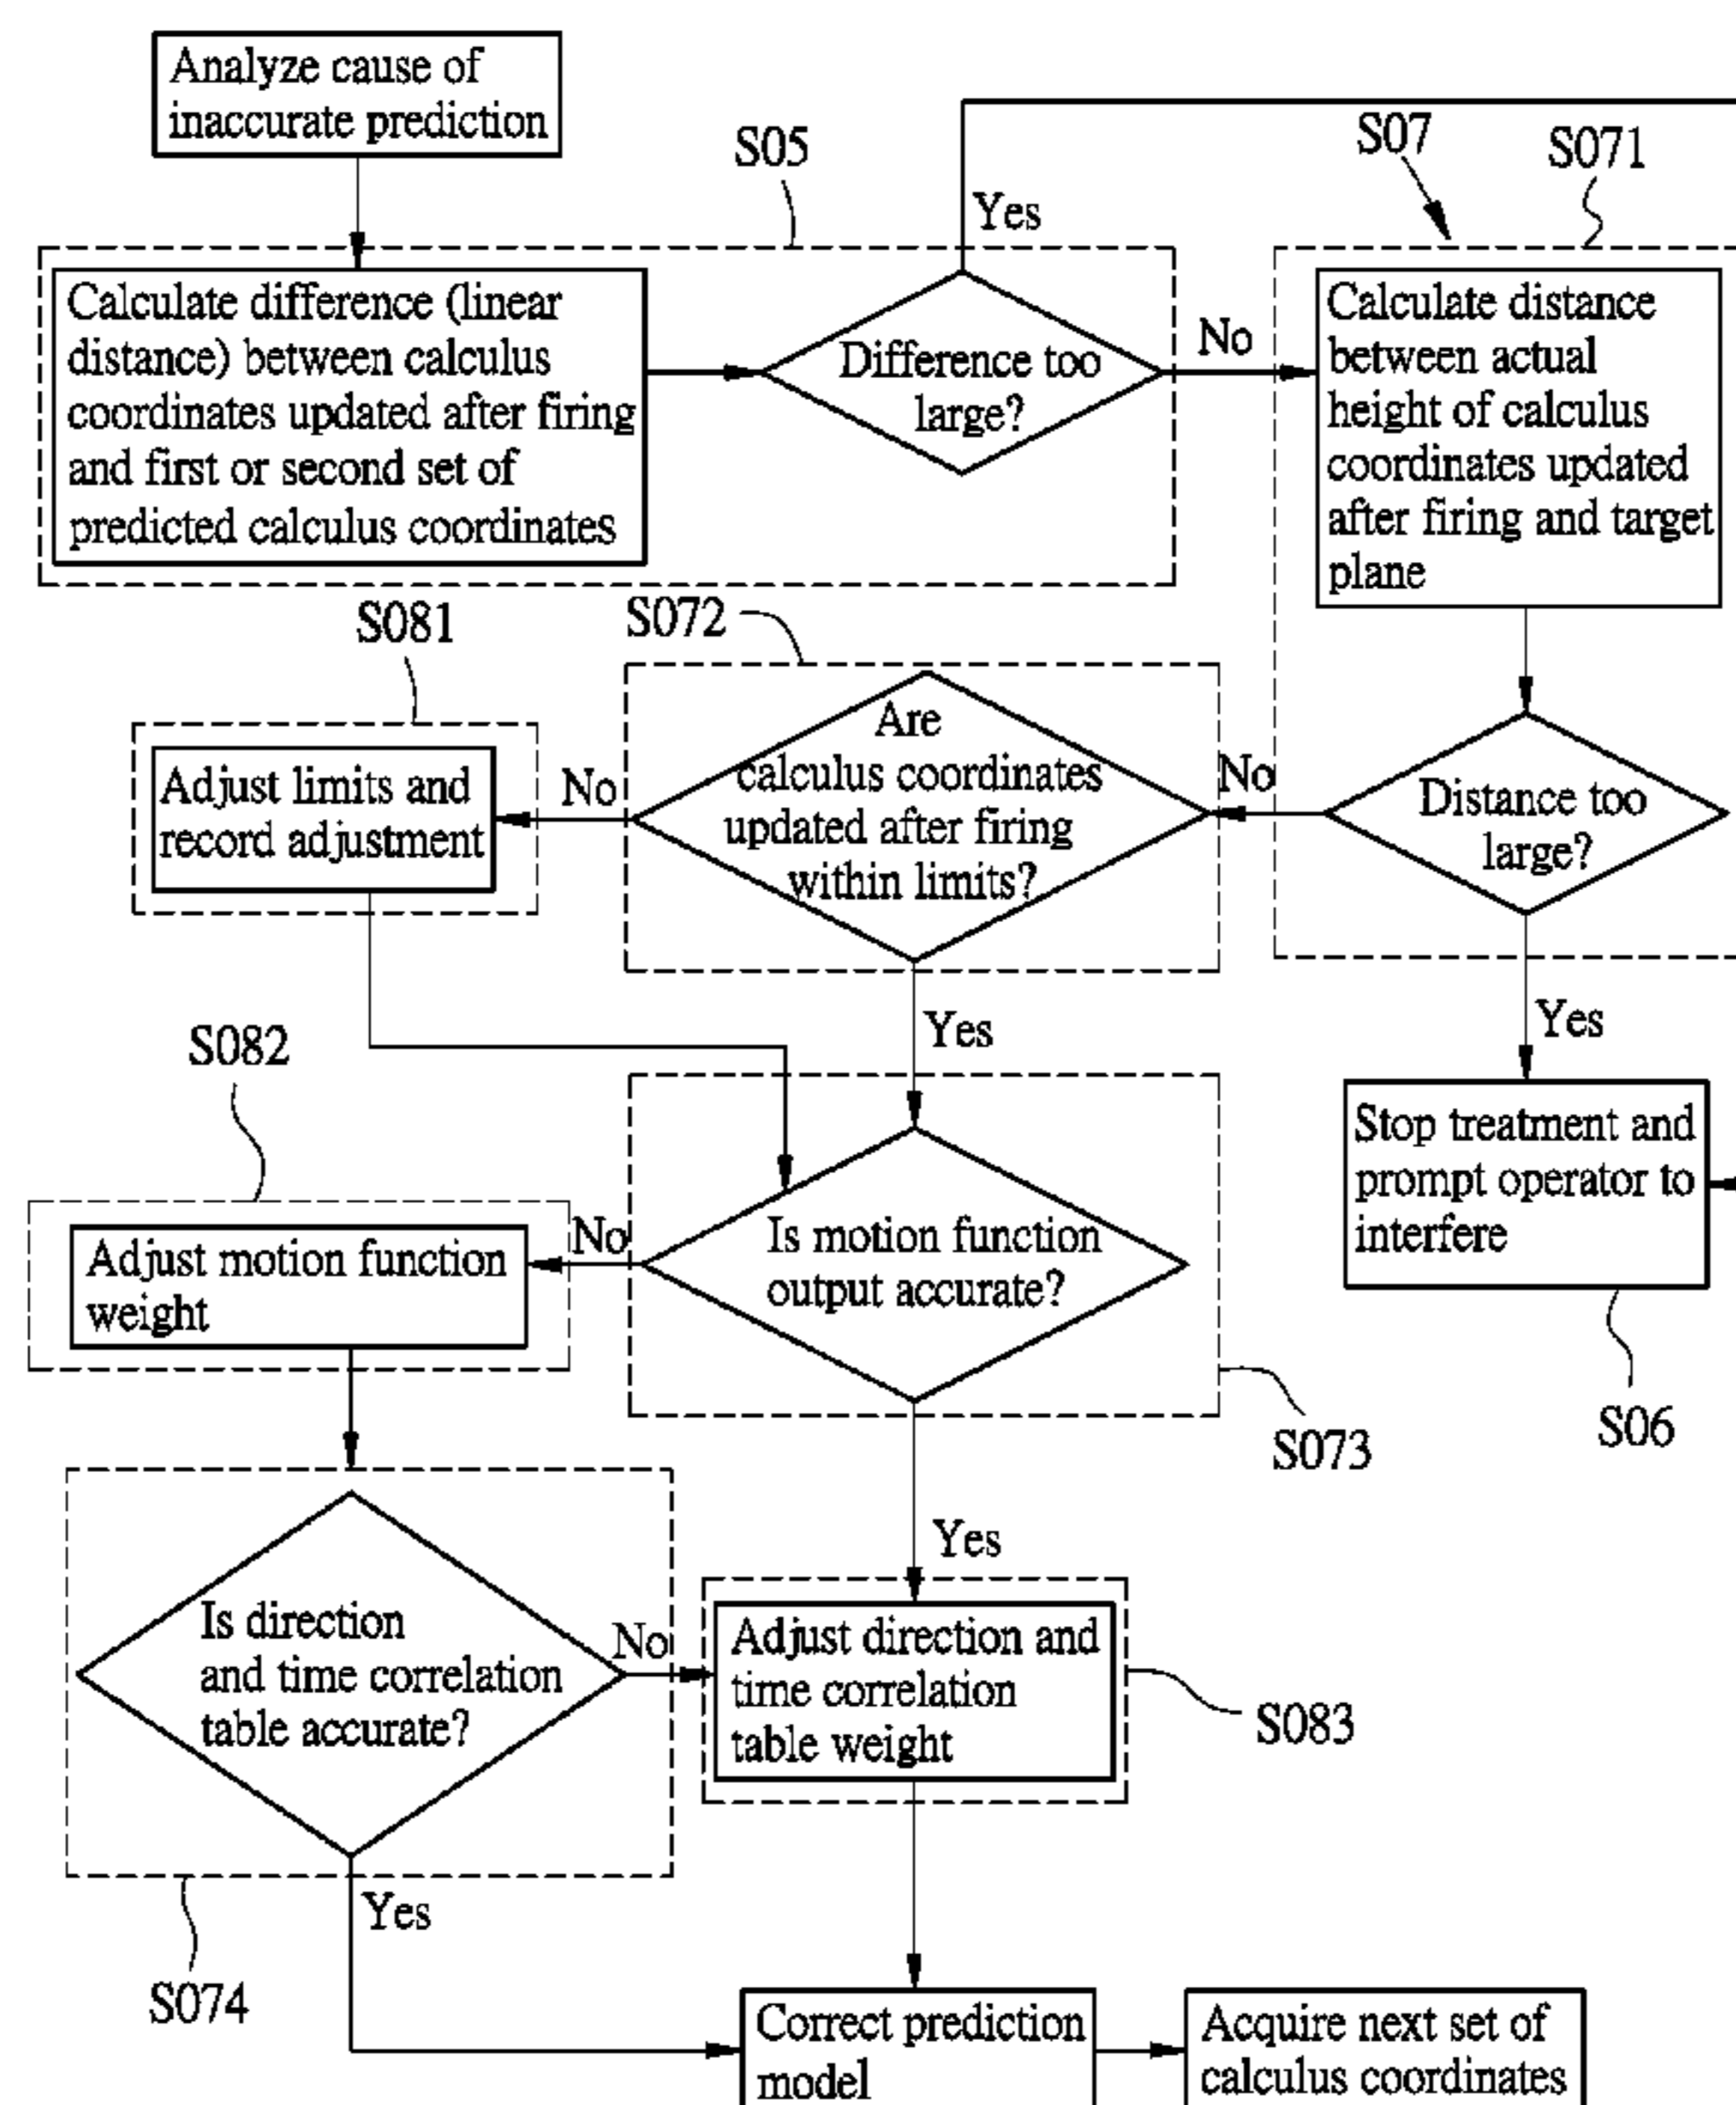 Analyze cause of
inaccurate prediction
S05
S07
S071
Yes
Calculate difference (linear
distance) between calculus
coordinates updated after firing
and first or second set of
predicted calculus coordinates
Difference too
large?
No
Calculate distance
between actual
height of calculus
coordinates updated
after firing and target
plane
S081
S072
Adjust limits and
record adjustment
No
Are
calculus coordinates
updated after firing
within limits?
No
Distance too
large?
Yes
Yes
S082
Stop treatment and
prompt operator to
interfere
Adjust motion function
weight
No
Is motion function
output accurate?
S06
S073
Yes
Is direction
and time correlation
table accurate?
No
Adjust direction and
time correlation
table weight
S083
Yes
S074
Correct prediction
model
Acquire next set of
calculus coordinates